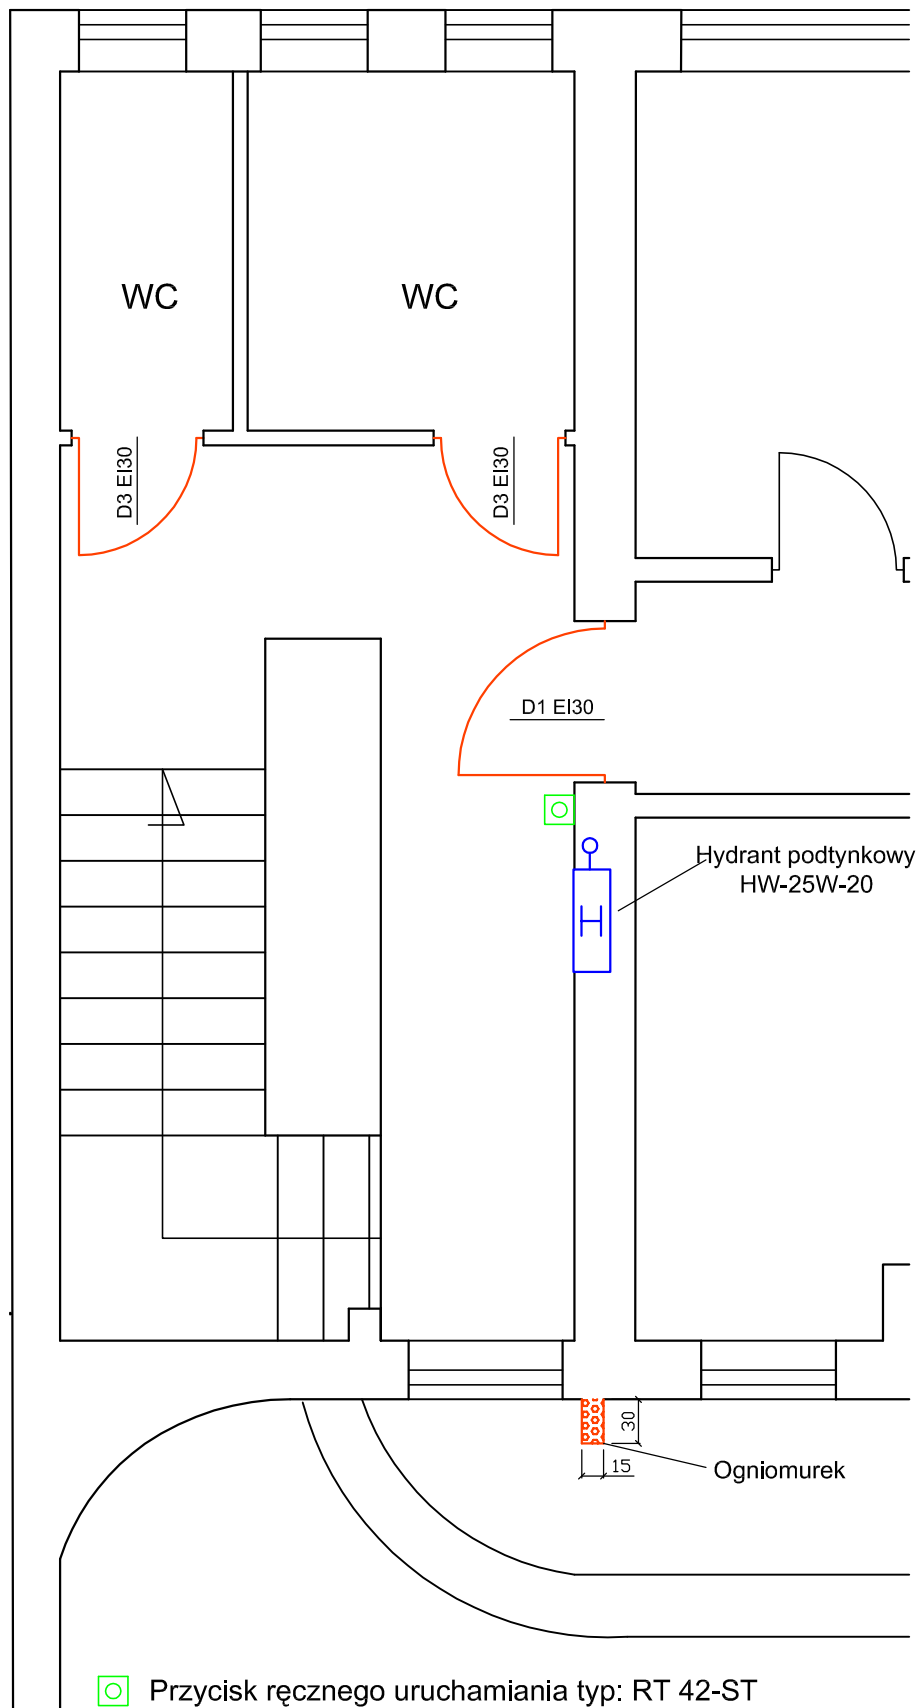 WC
WC
D3 EI30
D3 EI30
D1 EI30
Hydrant podtynkowy
HW-25W-20
H
30
15
Ogniomurek
Przycisk ręcznego uruchamiania typ: RT 42-ST